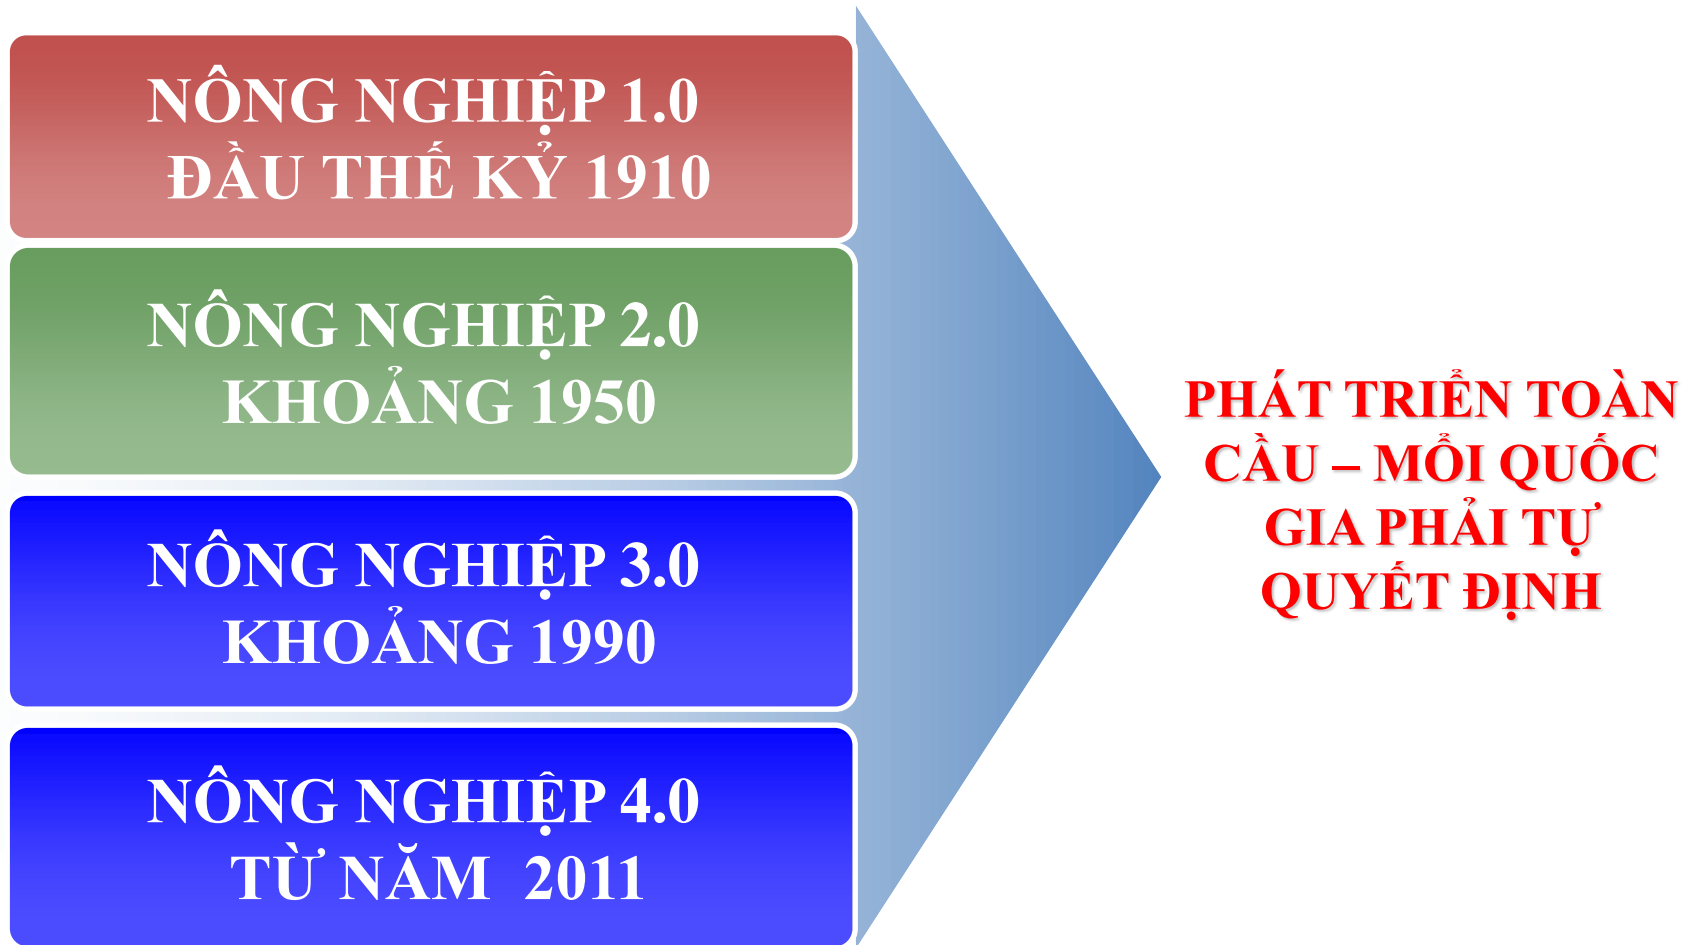 NÔNG NGHIỆP 1.0
ĐẦU THẾ KỶ 1910
NÔNG NGHIỆP 2.0
KHOẢNG 1950
NÔNG NGHIỆP 3.0
KHOẢNG 1990
NÔNG NGHIỆP 4.0
TỪ NĂM 2011
PHÁT TRIỂN TOÀN
CẦU – MỔI QUỐC
GIA PHẢI TỰ
QUYẾT ĐỊNH